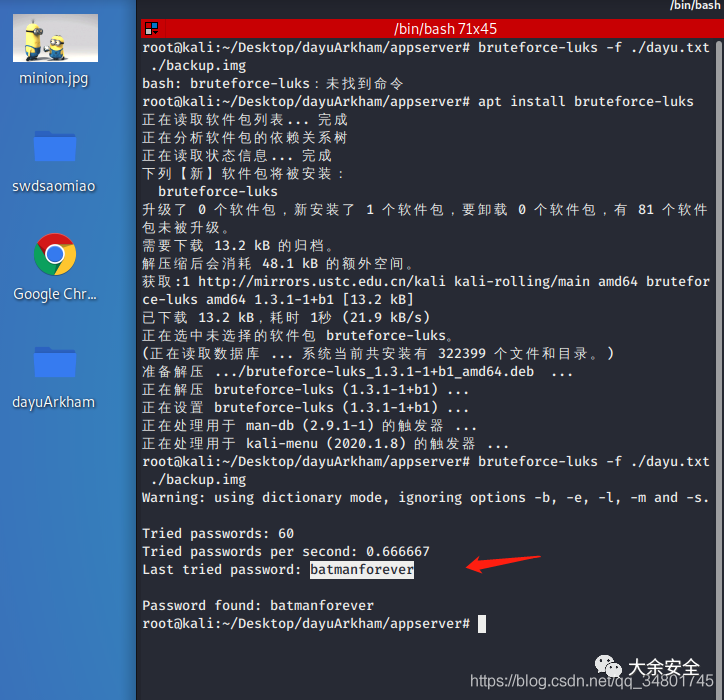 /bin/bash
/bin/bash 71x45
minion.jpg
swdsaomiao
Google Chr...
dayuArkham
root@kali:~/Desktop/dayuArkham/appserver# bruteforce-luks -f ./dayu.txt
./backup.img
bash: bruteforce-luks：未找到命令
root@kali:~/Desktop/dayuArkham/appserver# apt install bruteforce-luks
正在读取软件包列表... 完成
正在分析软件包的依赖关系树
正在读取状态信息... 完成
下列【新】软件包将被安装：
bruteforce-luks
升级了 0 个软件包，新安装了 1 个软件包，要卸载 0 个软件包，有 81 个软件
包未被升级。
需要下载 13.2 kB 的归档。
解压缩后会消耗 48.1 kB 的额外空间。
获取:1 http://mirrors.ustc.edu.cn/kali kali-rolling/main amd64 brutefor
ce-luks amd64 1.3.1-1+b1 [13.2 kB]
已下载 13.2 kB，耗时 1秒 (21.9 kB/s)
正在选中未选择的软件包 bruteforce-luks。
(正在读取数据库 ... 系统当前共安装有 322399 个文件和目录。)
准备解压 .../bruteforce-luks_1.3.1-1+b1_amd64.deb ...
正在解压 bruteforce-luks (1.3.1-1+b1) ...
正在设置 bruteforce-luks (1.3.1-1+b1) ...
正在处理用于 man-db (2.9.1-1) 的触发器 ...
正在处理用于 kali-menu (2020.1.8) 的触发器 ...
root@kali:~/Desktop/dayuArkham/appserver# bruteforce-luks -f ./dayu.txt
./backup.img
Warning: using dictionary mode, ignoring options -b, -e, -l, -m and -s.
Tried passwords: 60
Tried passwords per second: 0.666667
Last tried password: batmanforever
Password found: batmanforever
root@kali:~/Desktop/dayuArkham/appserver#
大余安全
https://blog.csdn.net/qq_34801745